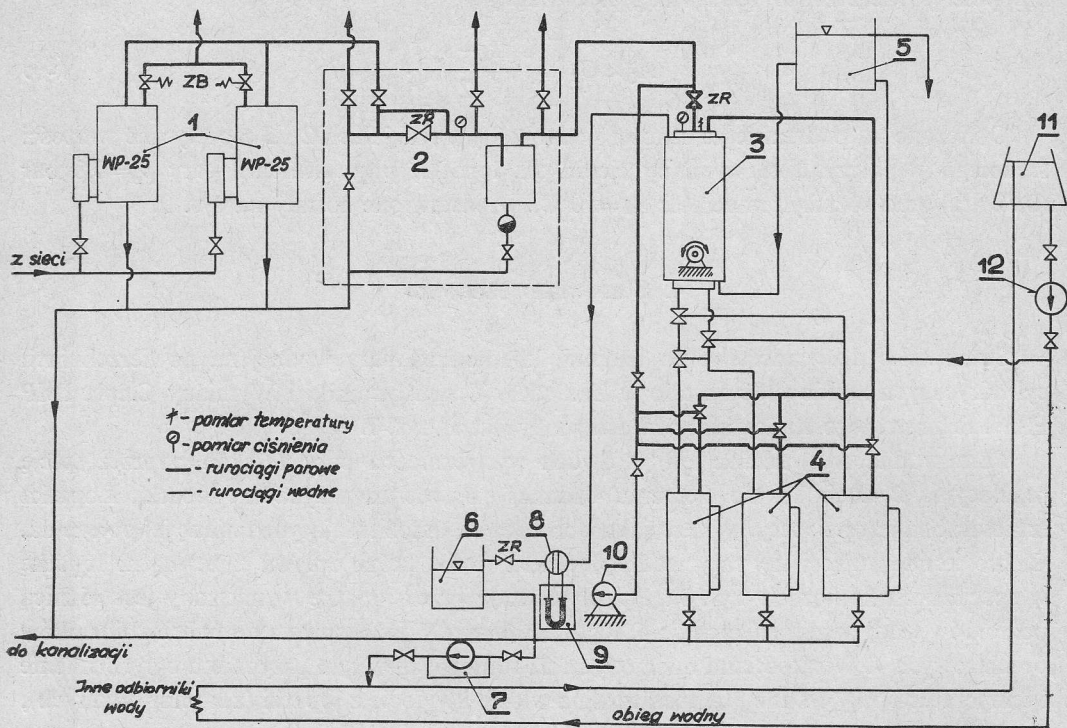 ZB
1
WP-25
WP-25
z sieci
ZR
2
ZR
3
5
11
12
- pomiar temperatury
- pomiar ciśnienia
- rurociągi parowe
- rurociągi wodne
4
6
ZR
8
10
9
7
do kanalizacji
Inne odbiorniki
wody
obieg wodny